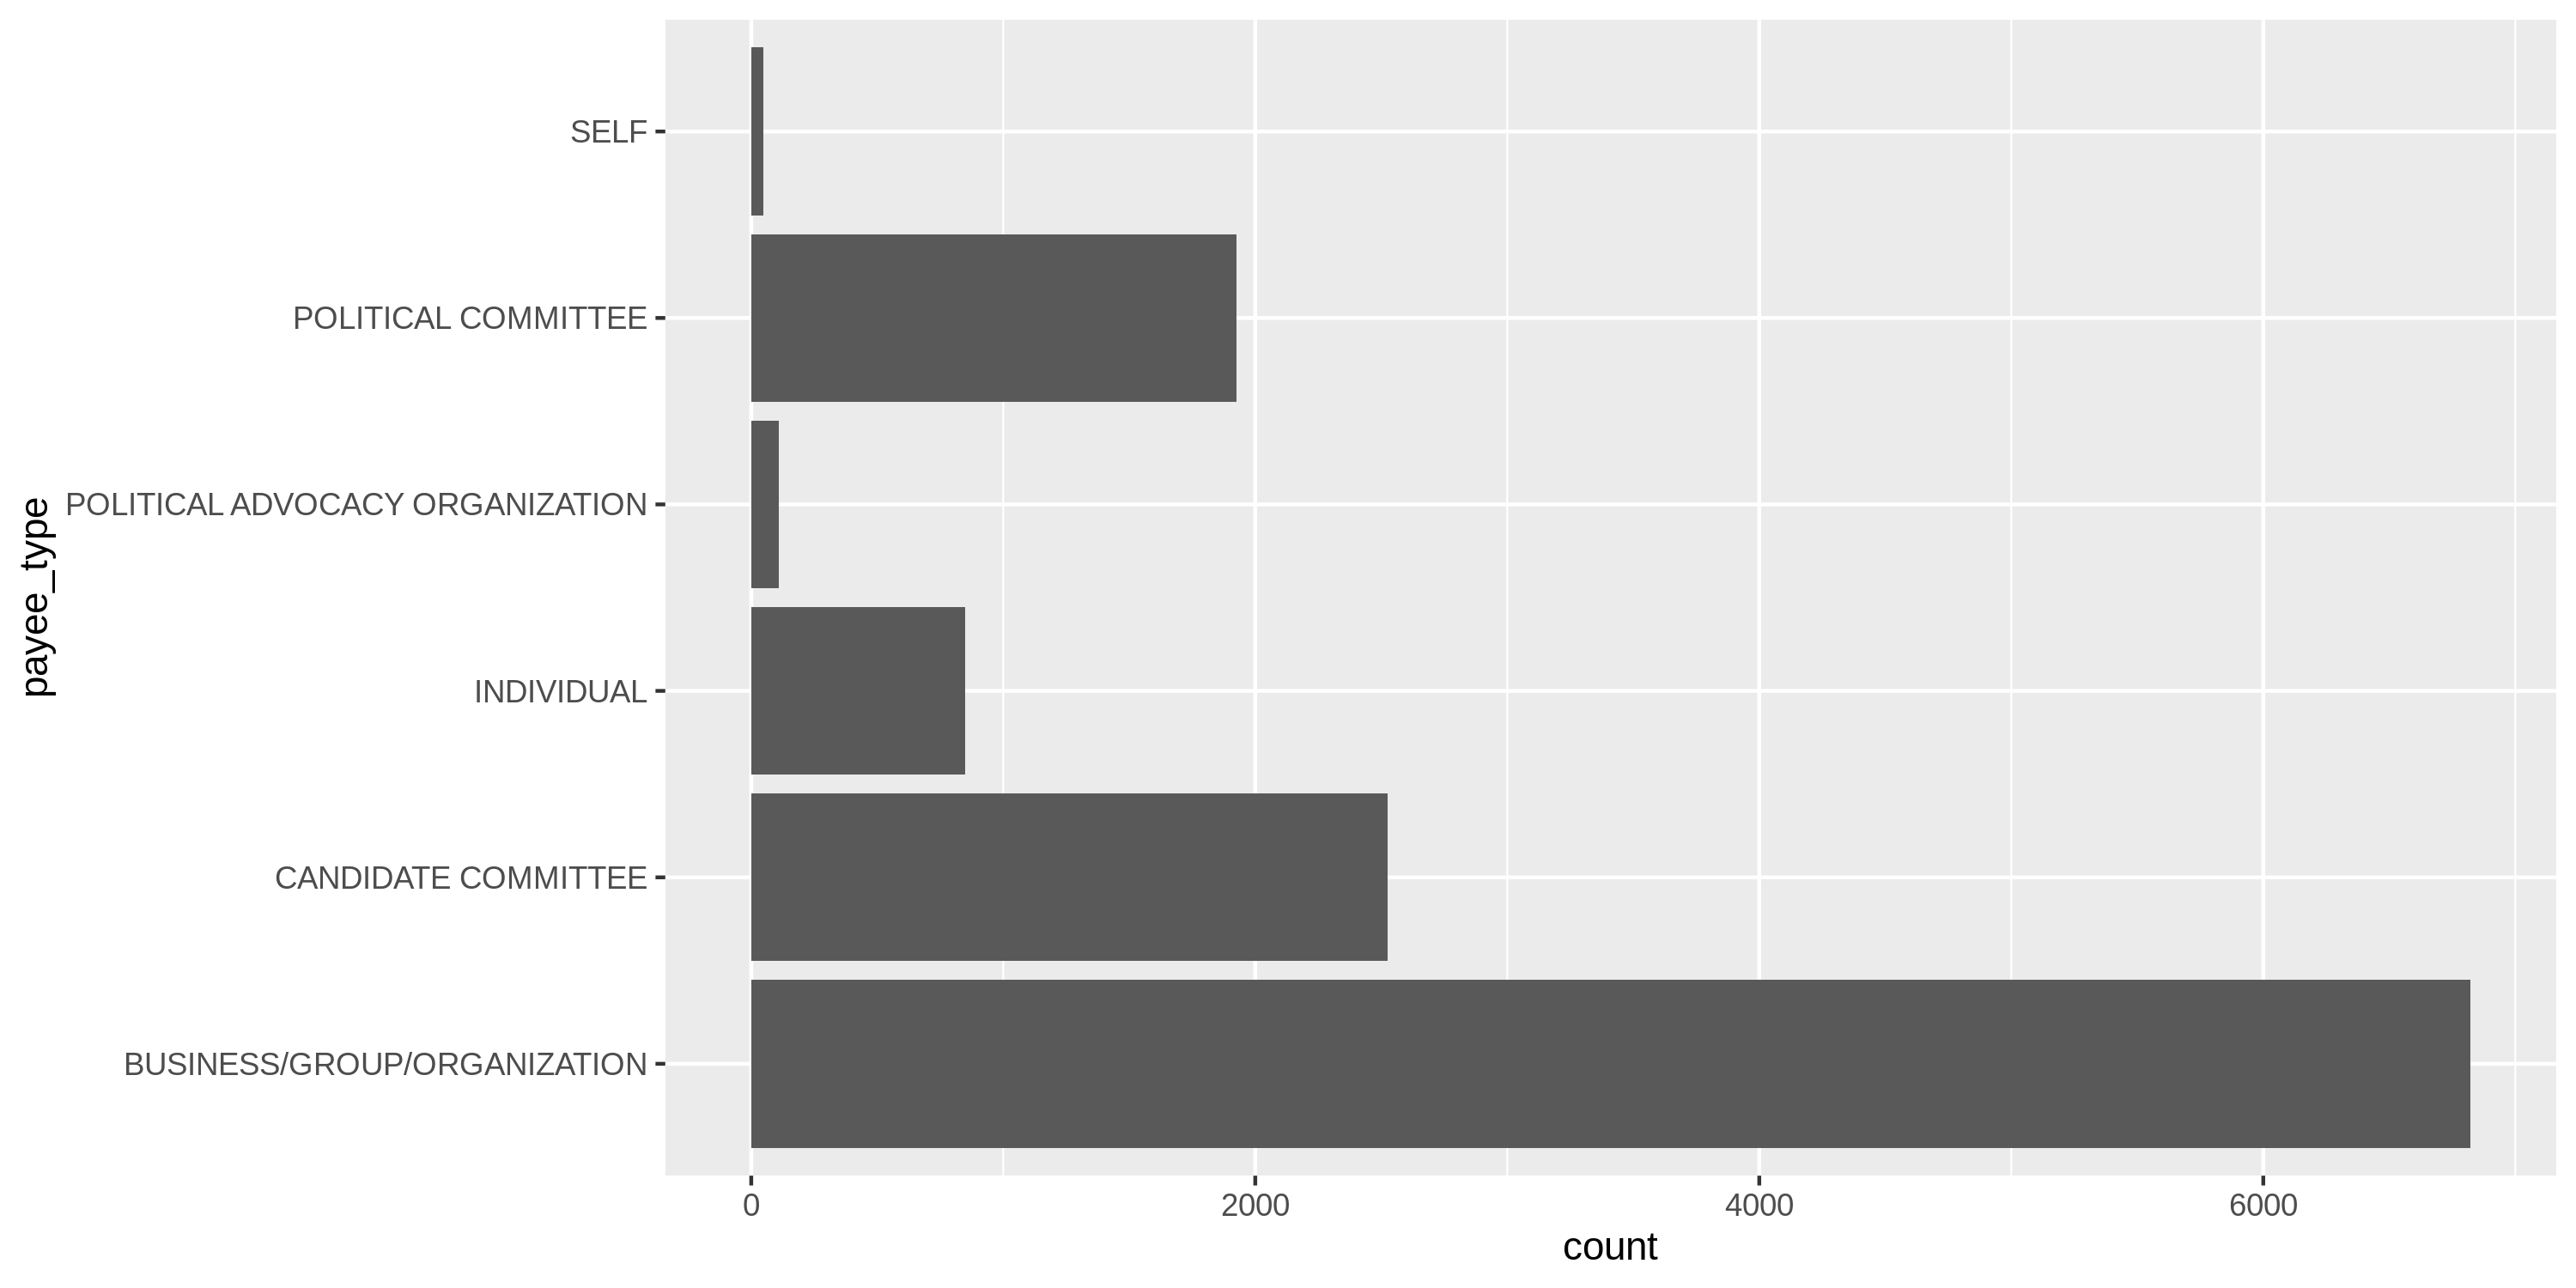 SELF
POLITICAL COMMITTEE
POLITICAL ADVOCACY ORGANIZATION
INDIVIDUAL
CANDIDATE COMMITTEE
BUSINESS/GROUP/ORGANIZATION
payee_type
0 2000 4000 6000
count